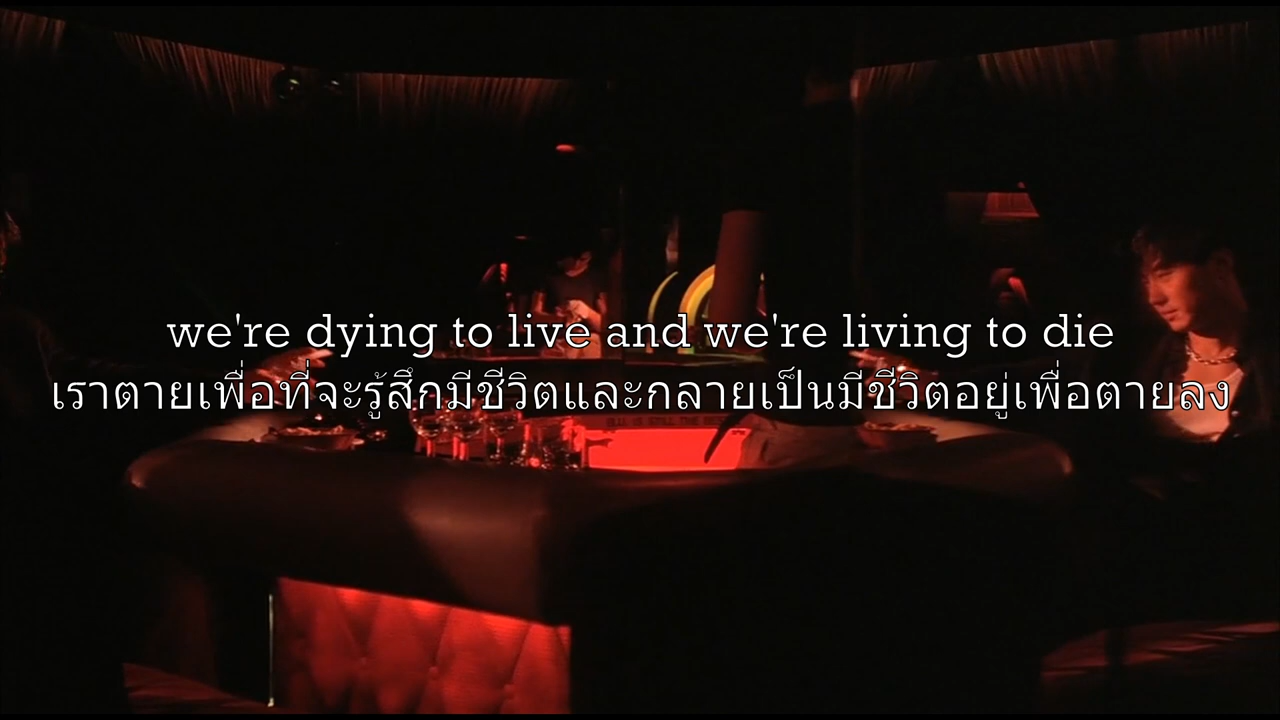 we're dying to live and we're living to die
เราตายเพื่อที่จะรู้สึกมีชีวิตและกลายเป็นมีชีวิตอยู่เพื่อตายลง